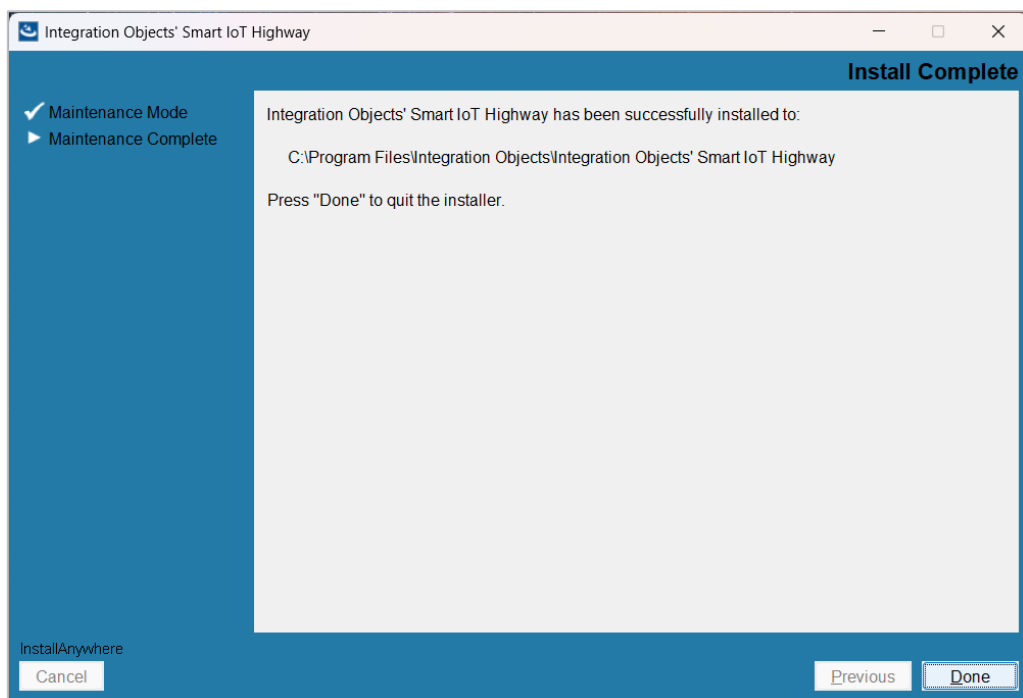 Integration Objects' Smart IoT Highway
Install Complete
Maintenance Mode
Maintenance Complete
Integration Objects' Smart IoT Highway has been successfully installed to:
C:\Program Files\Integration Objects\Integration Objects' Smart IoT Highway
Press "Done" to quit the installer.
InstallAnywhere
Cancel
Previous
Done